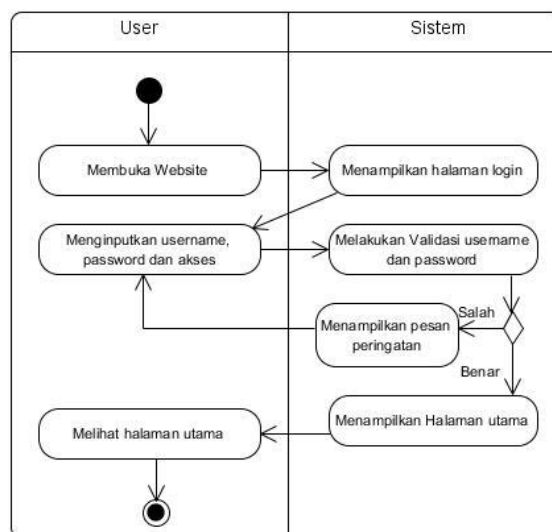 User
Sistem
Membuka Website
Menampilkan halaman login
Menginputkan username,
password dan akses
Melakukan Validasi username
dan password
Salah
Menampilkan pesan
peringatan
Benar
Menampilkan Halaman utama
Melihat halaman utama